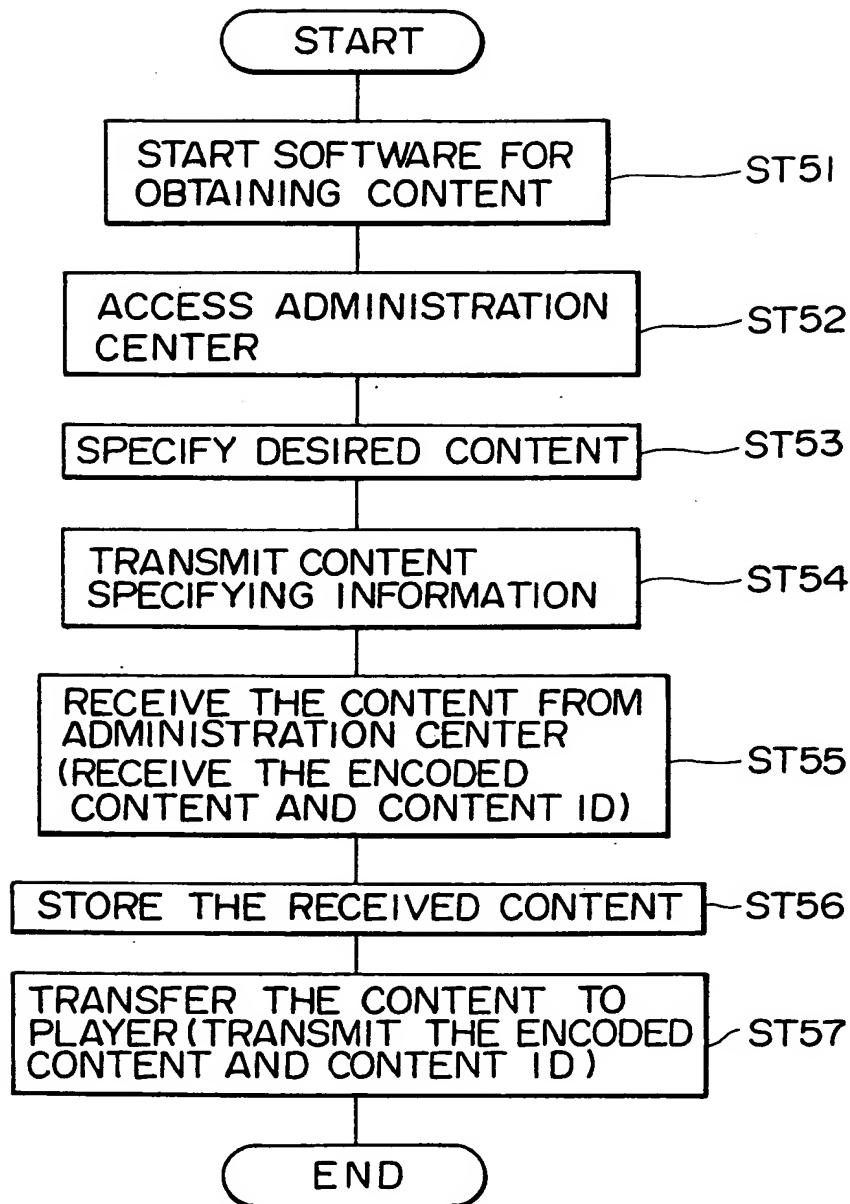 START
START SOFTWARE FOR
OBTAINING CONTENT
ST51
ACCESS ADMINISTRATION
CENTER
ST52
SPECIFY DESIRED CONTENT
ST53
TRANSMIT CONTENT
SPECIFYING INFORMATION
ST54
RECEIVE THE CONTENT FROM
ADMINISTRATION CENTER
(RECEIVE THE ENCODED
CONTENT AND CONTENT ID)
ST55
STORE THE RECEIVED CONTENT
ST56
TRANSFER THE CONTENT TO
PLAYER (TRANSMIT THE ENCODED
CONTENT AND CONTENT ID)
ST57
END